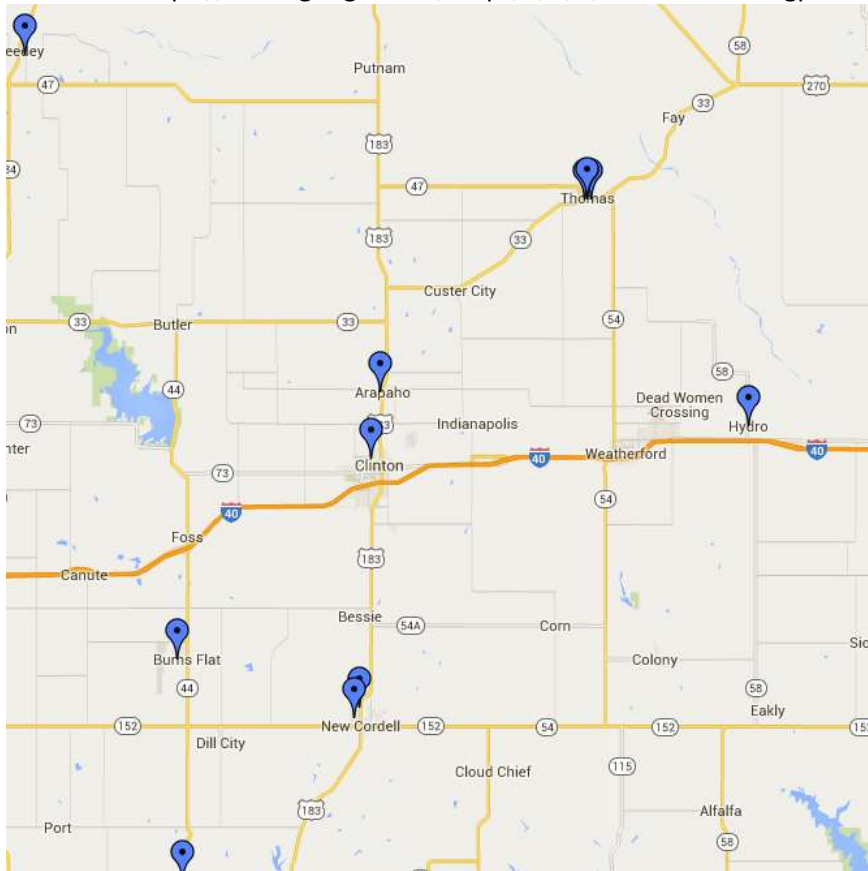 58
Putnam
47
270
33
Fay
183
47
Thomas
183
33
Custer City
54
33
Butler
33
58
44
Arapaho
Dead Women
Crossing
73
Indianapolis
Hydro
Clinton
Weatherford
40
40
73
54
40
Foss
183
Canute
Bessie
54A
Corn
Burns Flat
Colony
44
58
Eakly
152
New Cordell
152
54
152
Dill City
Cloud Chief
115
183
Alfalfa
Port
58